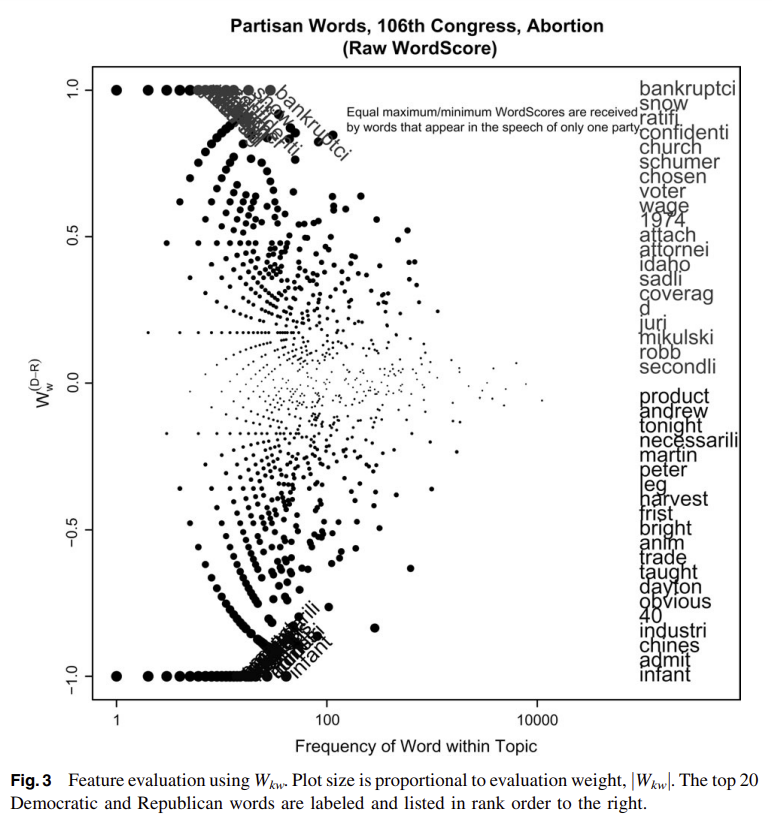 Partisan Words, 106th Congress, Abortion
(Raw WordScore)
Equal maximum/minimum WordScores are received
by words that appear in the speech of only one party.
1.0
0.5
0.0
−0.5
−1.0
W_w^(D−R)
bankruptci
snow
confidenti
infant
bankruptci
snow
ratifi
confidenti
church
schumer
chosen
voter
wage
1974
attach
attornei
idaho
sadli
coverag
d
juri
mikulski
robb
secondli
product
andrew
tonight
necessarili
martin
peter
leg
harvest
frist
bright
anim
trade
taught
dayton
obvious
40
industri
chines
admit
infant
1 100 10000
Frequency of Word within Topic
Fig. 3 Feature evaluation using W_kw. Plot size is proportional to evaluation weight, |W_kw|. The top 20
Democratic and Republican words are labeled and listed in rank order to the right.